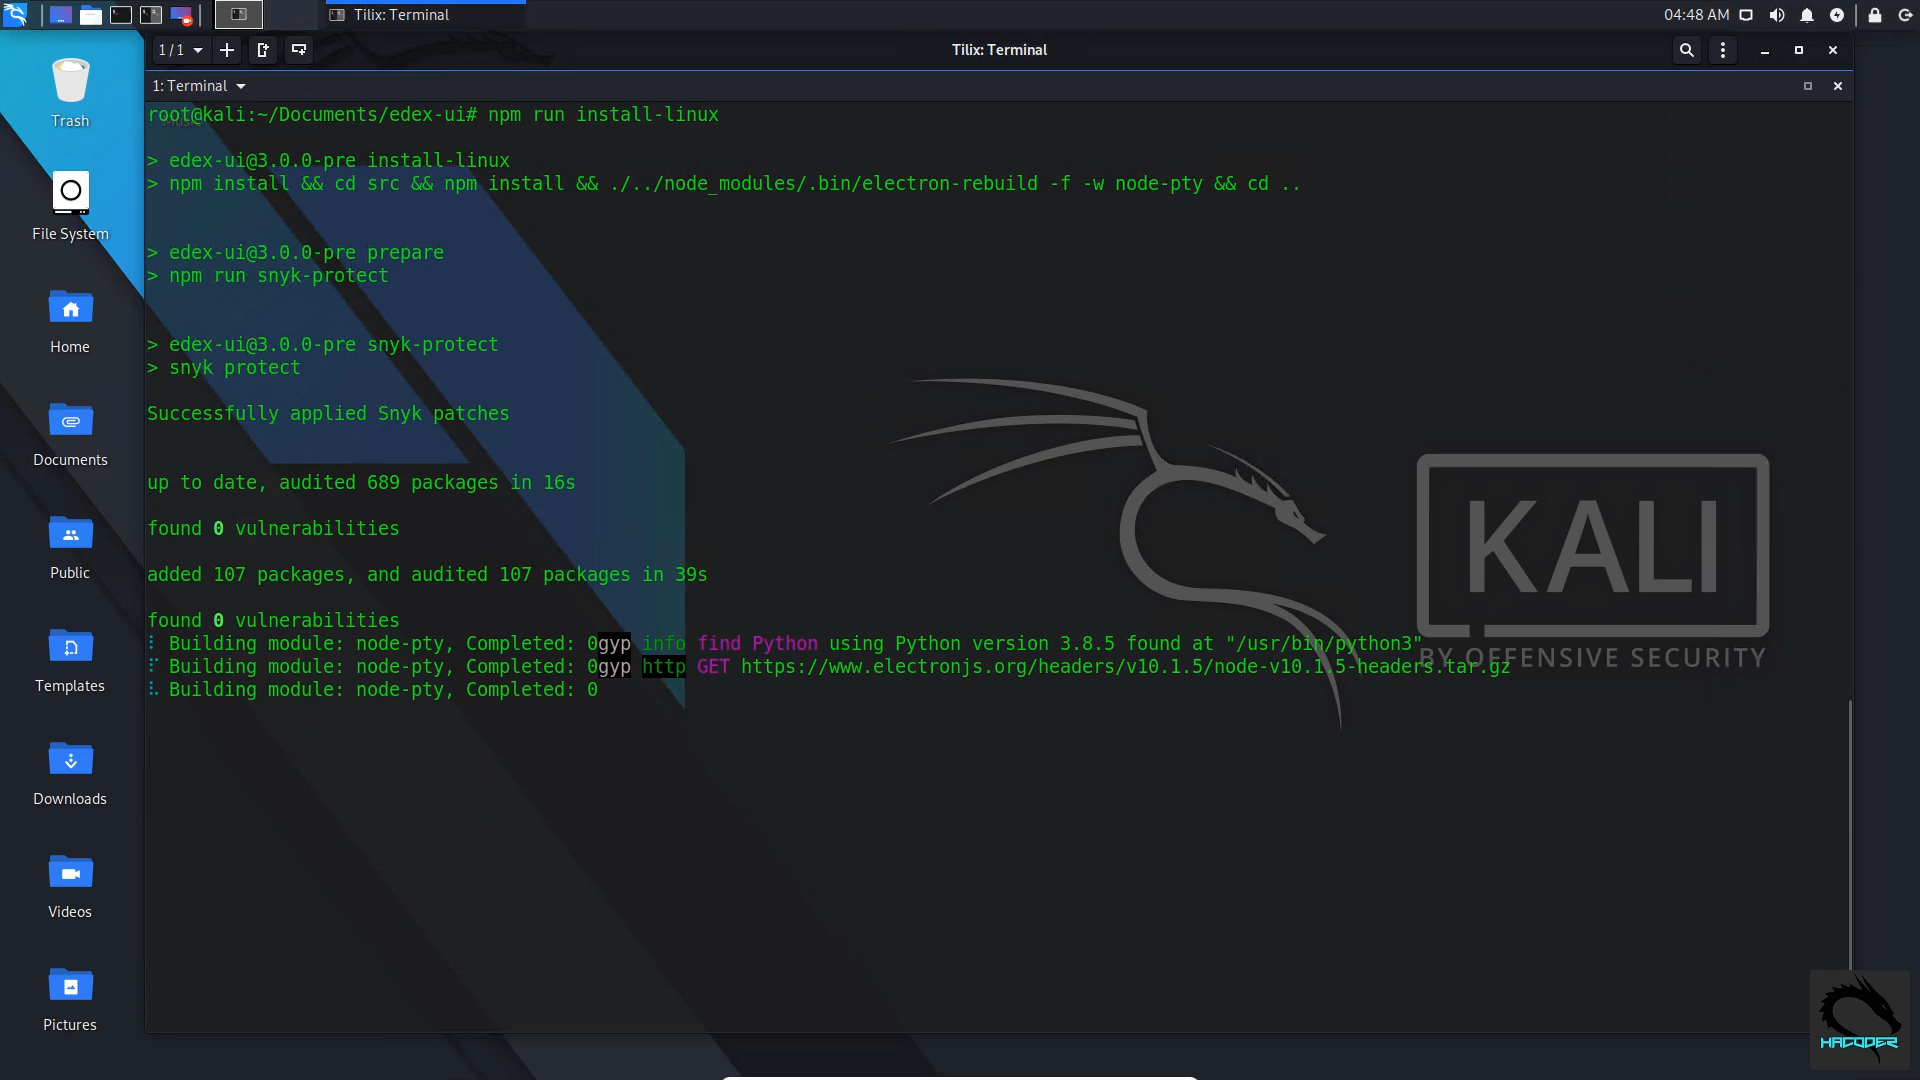 Tilix: Terminal
04:48 AM
1 / 1
Tilix: Terminal
1: Terminal
Trash
File System
Home
Documents
Public
Templates
Downloads
Videos
Pictures
root@kali:~/Documents/edex-ui# npm run install-linux
> edex-ui@3.0.0-pre install-linux
> npm install && cd src && npm install && ./../node_modules/.bin/electron-rebuild -f -w node-pty && cd ..
> edex-ui@3.0.0-pre prepare
> npm run snyk-protect
> edex-ui@3.0.0-pre snyk-protect
> snyk protect
Successfully applied Snyk patches
up to date, audited 689 packages in 16s
found 0 vulnerabilities
added 107 packages, and audited 107 packages in 39s
found 0 vulnerabilities
⠸ Building module: node-pty, Completed: 0gyp info find Python using Python version 3.8.5 found at "/usr/bin/python3"
⠏ Building module: node-pty, Completed: 0gyp http GET https://www.electronjs.org/headers/v10.1.5/node-v10.1.5-headers.tar.gz
⠧ Building module: node-pty, Completed: 0
KALI
BY OFFENSIVE SECURITY
HACODER